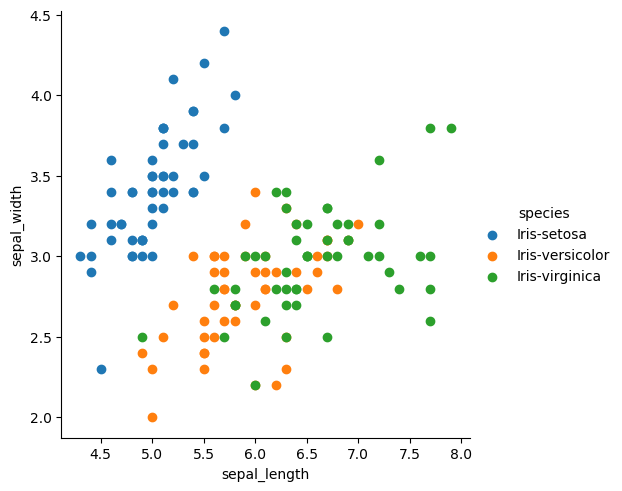 4.5
4.0
3.5
3.0
2.5
2.0
sepal_width
4.5 5.0 5.5 6.0 6.5 7.0 7.5 8.0
sepal_length
species
Iris-setosa
Iris-versicolor
Iris-virginica